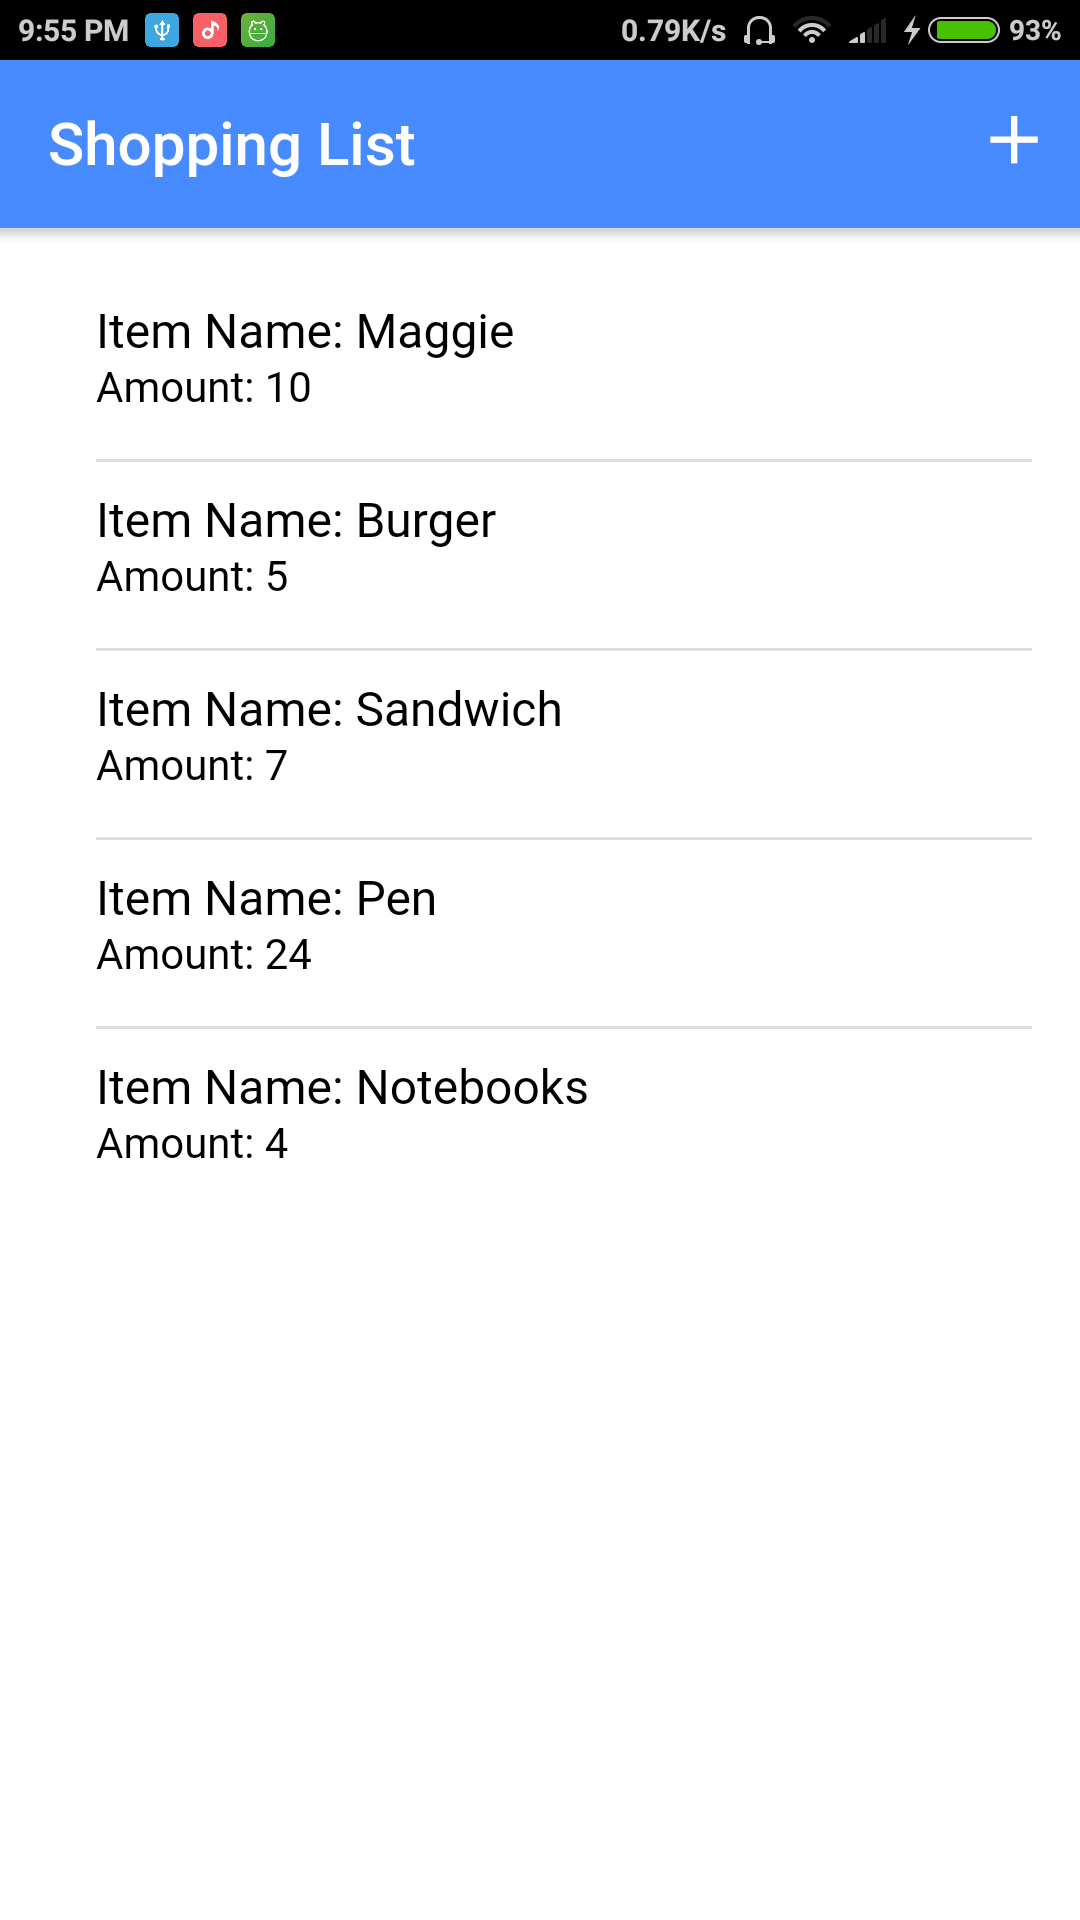 9:55 PM 0.79K/s 93%
Shopping List
Item Name: Maggie
Amount: 10
Item Name: Burger
Amount: 5
Item Name: Sandwich
Amount: 7
Item Name: Pen
Amount: 24
Item Name: Notebooks
Amount: 4